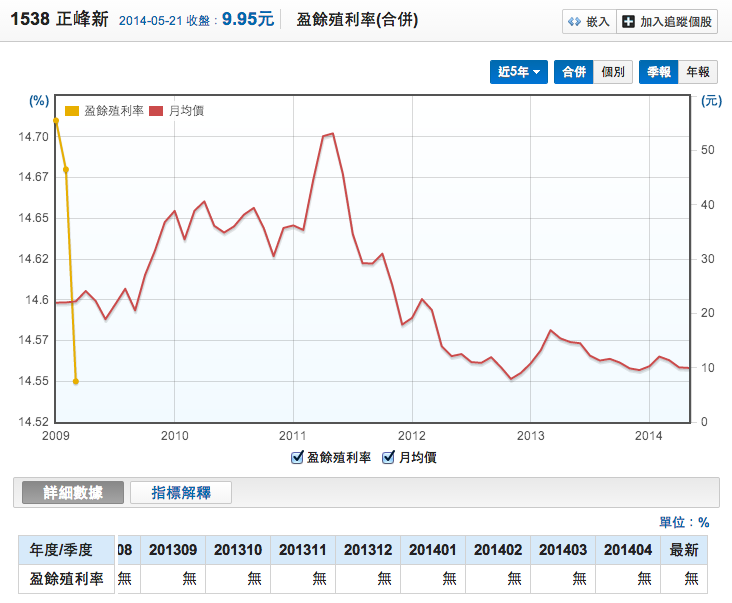 1538 正峰新 2014-05-21 收盤：9.95元 盈餘殖利率(合併) 嵌入 加入追蹤個股
近5年 合併 個別 季報 年報
(%) 盈餘殖利率 月均價 (元)
14.70
14.67
14.65
14.62
14.6
14.57
14.55
14.52
50
40
30
20
10
0
2009 2010 2011 2012 2013 2014
盈餘殖利率 月均價
詳細數據 指標解釋
單位：%
年度/季度 08 201309 201310 201311 201312 201401 201402 201403 201404 最新
盈餘殖利率 無 無 無 無 無 無 無 無 無 無